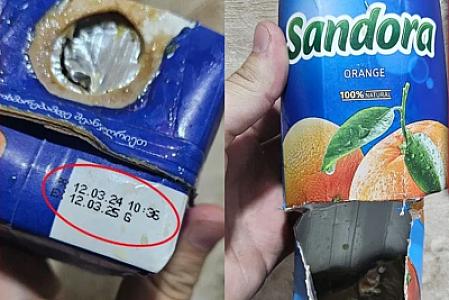 12.03.24 10:36
12.03.25 G
Sandora
ORANGE
100% NATURAL